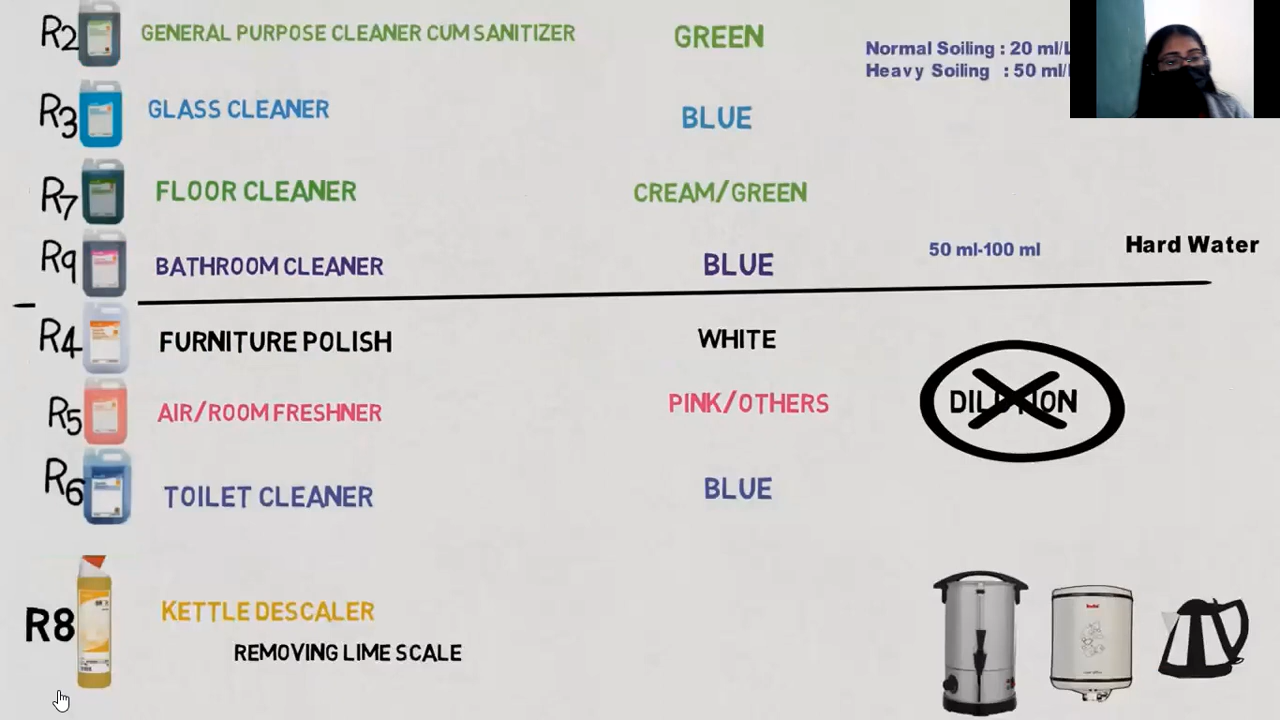 R2 GENERAL PURPOSE CLEANER CUM SANITIZER GREEN
Normal Soiling : 20 ml/
Heavy Soiling : 50 ml/
R3 GLASS CLEANER BLUE
R7 FLOOR CLEANER CREAM/GREEN
R9 BATHROOM CLEANER BLUE 50 ml-100 ml Hard Water
R4 FURNITURE POLISH WHITE
R5 AIR/ROOM FRESHNER PINK/OTHERS DILUTION
R6 TOILET CLEANER BLUE
R8 KETTLE DESCALER
REMOVING LIME SCALE